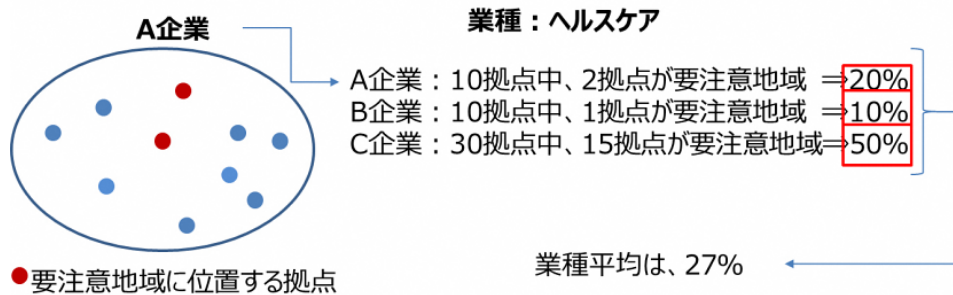 A企業
業種：ヘルスケア
A企業：10拠点中、2拠点が要注意地域 ⇒20%
B企業：10拠点中、1拠点が要注意地域 ⇒10%
C企業：30拠点中、15拠点が要注意地域⇒50%
業種平均は、27%
●要注意地域に位置する拠点